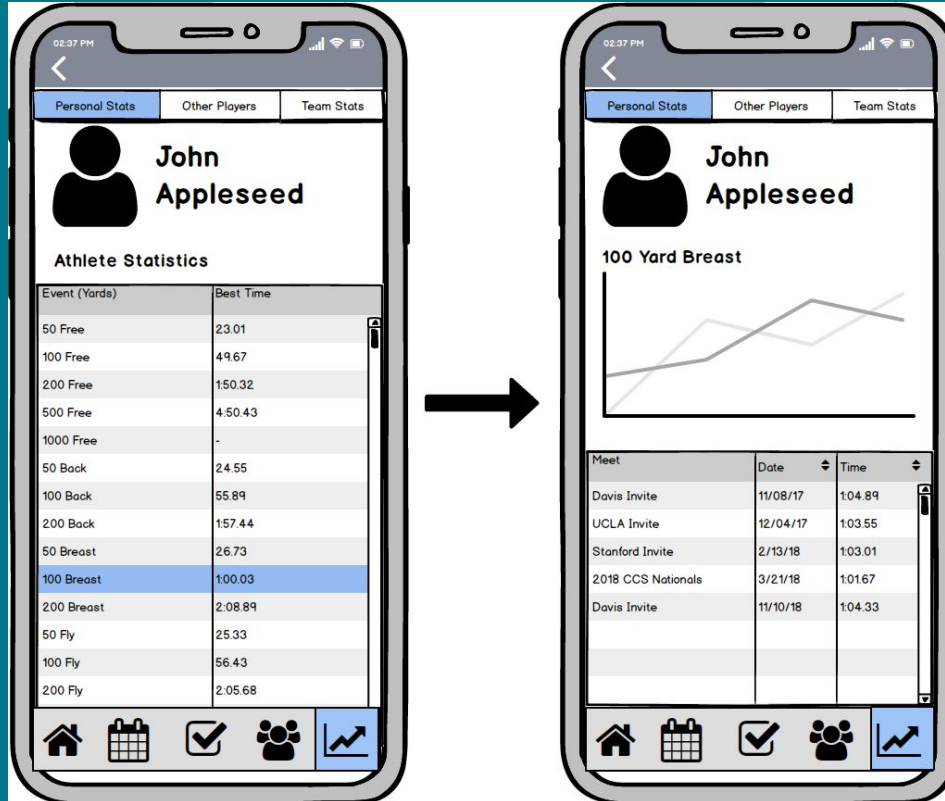 02:37 PM
Personal Stats Other Players Team Stats
John
Appleseed
Athlete Statistics
Event (Yards) Best Time
50 Free 23.01
100 Free 49.67
200 Free 1:50.32
500 Free 4:50.43
1000 Free -
50 Back 24.55
100 Back 55.89
200 Back 1:57.44
50 Breast 26.73
100 Breast 1:00.03
200 Breast 2:08.89
50 Fly 25.33
100 Fly 56.43
200 Fly 2:05.68
02:37 PM
Personal Stats Other Players Team Stats
John
Appleseed
100 Yard Breast
Meet Date Time
Davis Invite 11/08/17 1:04.89
UCLA Invite 12/04/17 1:03.55
Stanford Invite 2/13/18 1:03.01
2018 CCS Nationals 3/21/18 1:01.67
Davis Invite 11/10/18 1:04.33